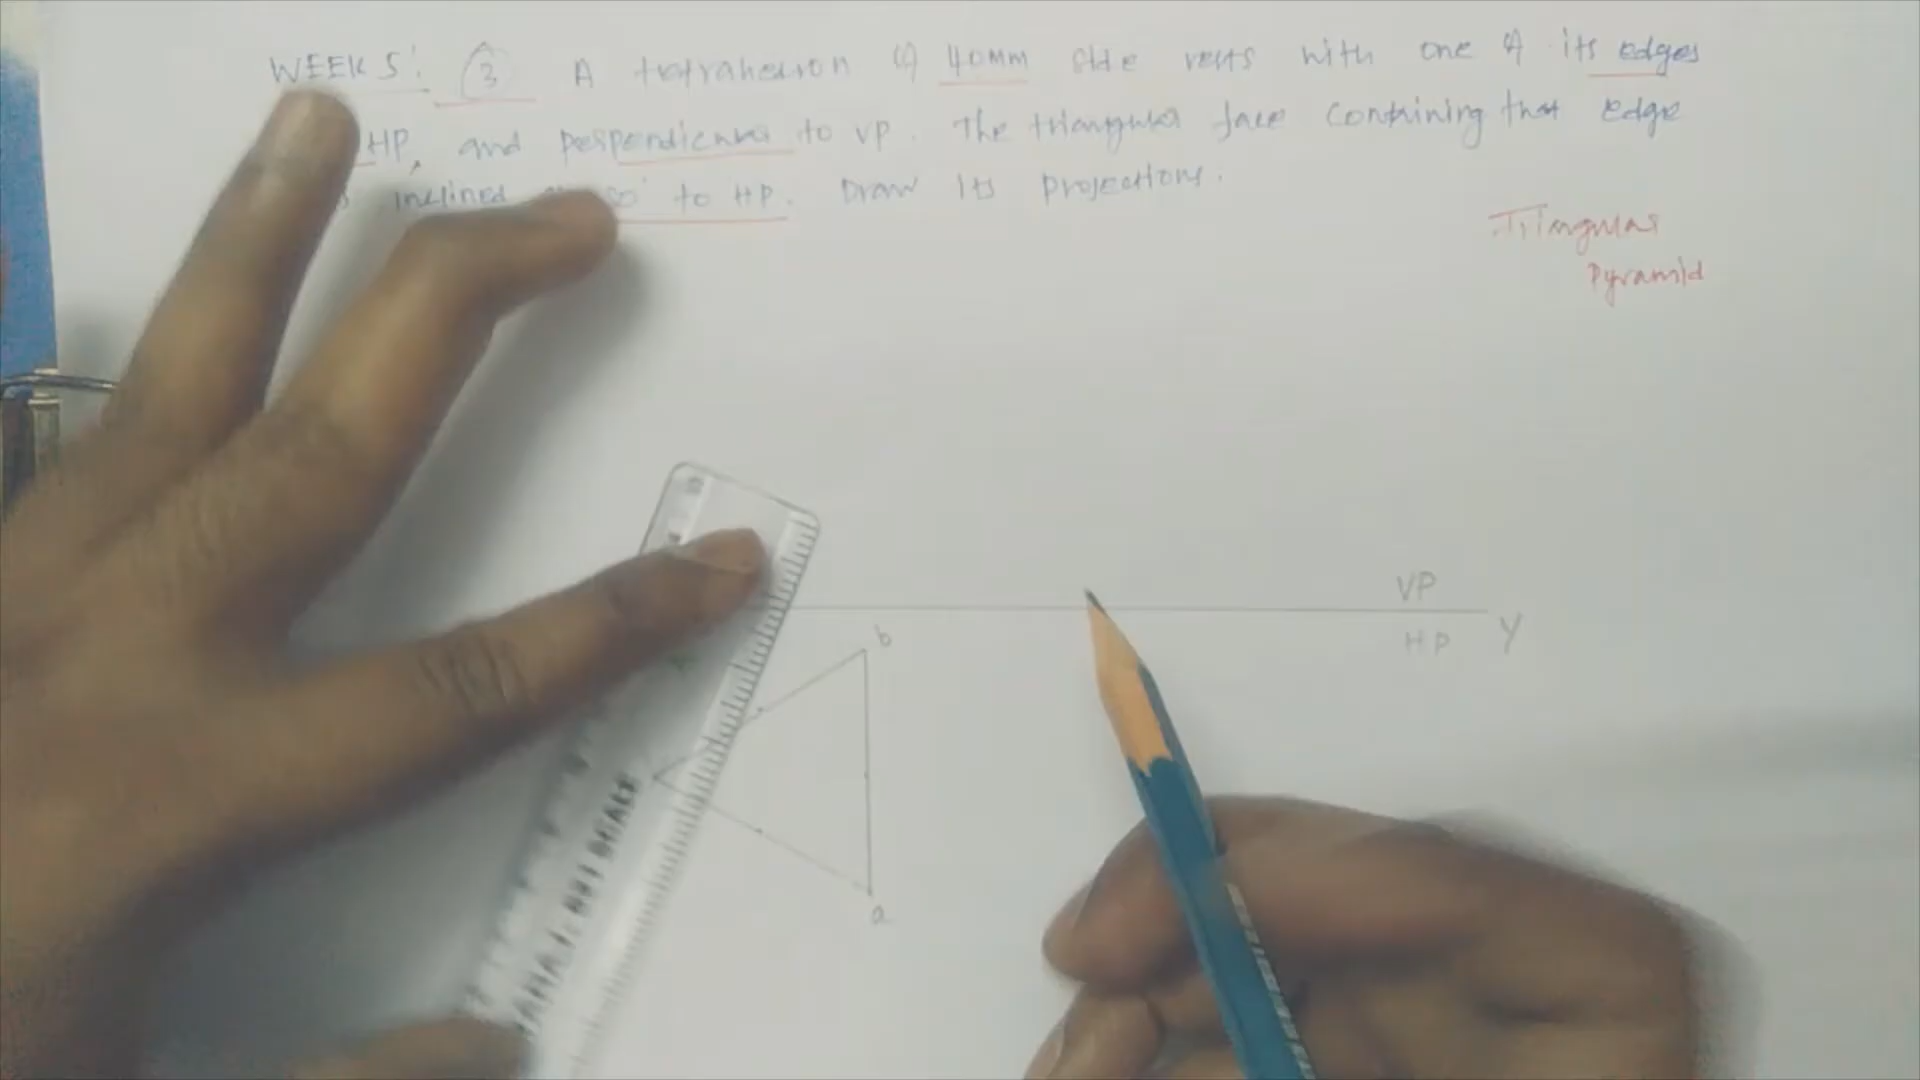 WEEK 5: 3 A tetrahedron of 40mm side rests with one of its edges
HP, and perpendicular to VP. The triangular face containing that edge
inclined to HP. Draw its projections.
Triangular
Pyramid
VP
HP
Y
b
a